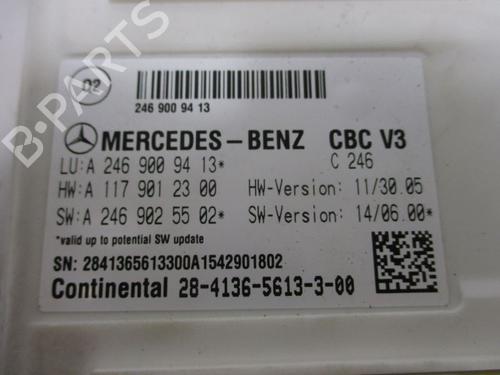 B-PARTS
02
246 900 94 13
MERCEDES-BENZ CBC V3
LU:A 246 900 94 13* C 246
HW:A 117 901 23 00 HW-Version: 11/30.05
SW:A 246 902 55 02* SW-Version: 14/06.00*
*valid up to potential SW update
SN: 2841365613300A1542901802
Continental 28-4136-5613-3-00